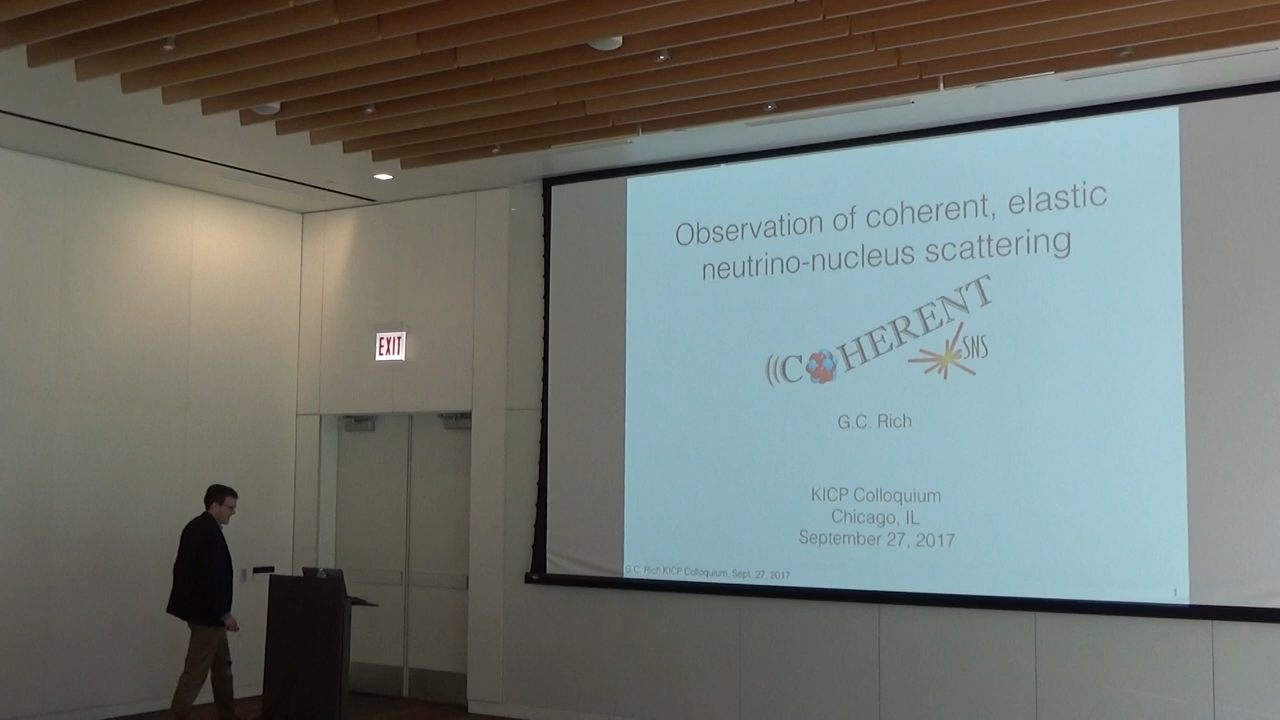 Observation of coherent, elastic
neutrino-nucleus scattering
((COHERENT
SNS
G.C. Rich
KICP Colloquium
Chicago, IL
September 27, 2017
G.C. Rich KICP Colloquium, Sept. 27, 2017
1
EXIT